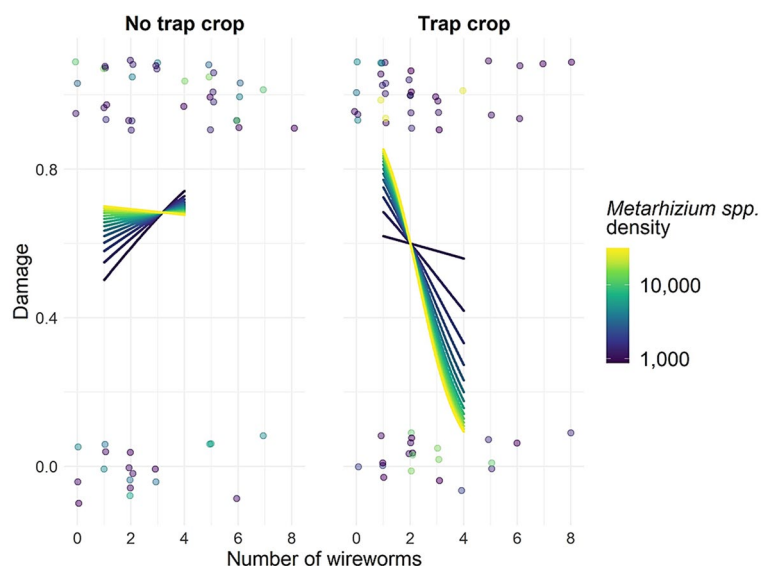 No trap crop
Trap crop
Damage
0.8
0.4
0.0
0 2 4 6 8
0 2 4 6 8
Number of wireworms
Metarhizium spp.
density
10,000
1,000